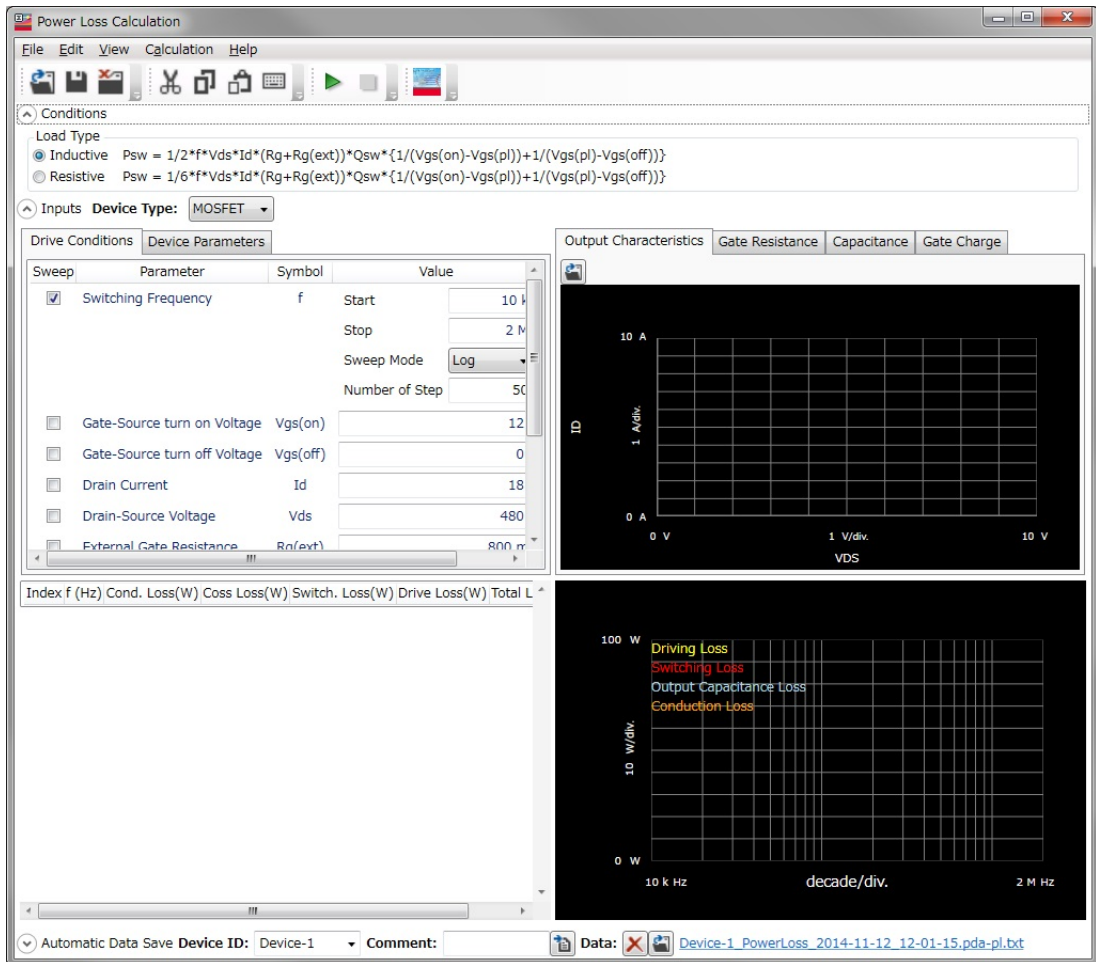 Power Loss Calculation
File Edit View Calculation Help
Conditions
Load Type
Inductive Psw = 1/2*f*Vds*Id*(Rg+Rg(ext))*Qsw*{1/(Vgs(on)-Vgs(pl))+1/(Vgs(pl)-Vgs(off))}
Resistive Psw = 1/6*f*Vds*Id*(Rg+Rg(ext))*Qsw*{1/(Vgs(on)-Vgs(pl))+1/(Vgs(pl)-Vgs(off))}
Inputs Device Type: MOSFET
Drive Conditions Device Parameters
Sweep Parameter Symbol Value
Switching Frequency f Start 10 k
Stop 2 M
Sweep Mode Log
Number of Step 50
Gate-Source turn on Voltage Vgs(on) 12
Gate-Source turn off Voltage Vgs(off) 0
Drain Current Id 18
Drain-Source Voltage Vds 480
External Gate Resistance Rg(ext) 800 m
Output Characteristics Gate Resistance Capacitance Gate Charge
10 A
ID
1 A/div.
0 A
0 V 1 V/div. 10 V
VDS
Index f (Hz) Cond. Loss(W) Coss Loss(W) Switch. Loss(W) Drive Loss(W) Total L
100 W
Driving Loss
Switching Loss
Output Capacitance Loss
Conduction Loss
10 W/div.
0 W
10 k Hz decade/div. 2 M Hz
Automatic Data Save Device ID: Device-1 Comment: Data: Device-1_PowerLoss_2014-11-12_12-01-15.pda-pl.txt